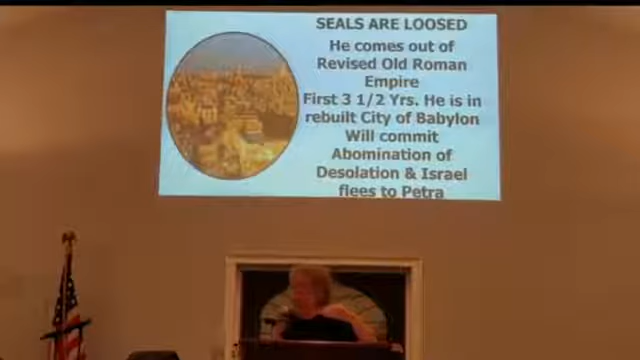 SEALS ARE LOOSED
He comes out of
Revised Old Roman
Empire
First 3 1/2 Yrs. He is in
rebuilt City of Babylon
Will commit
Abomination of
Desolation & Israel
flees to Petra